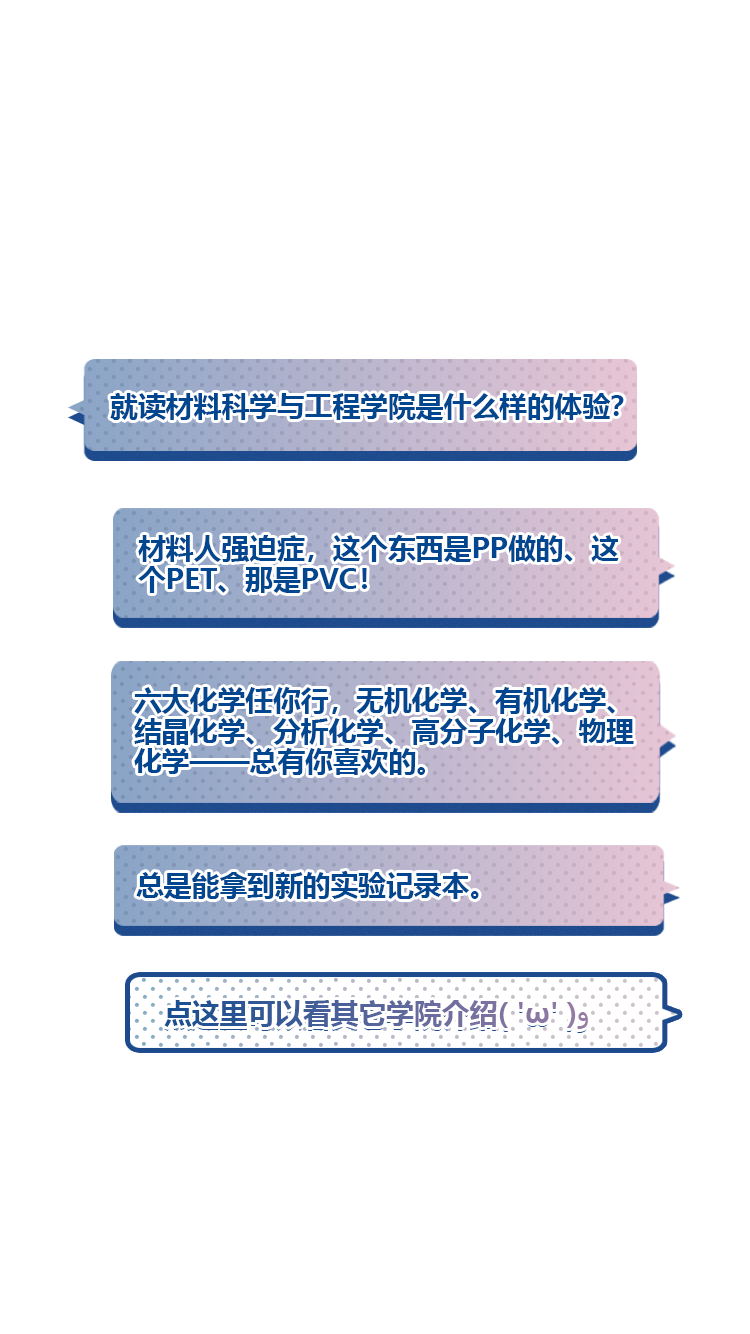 就读材料科学与工程学院是什么样的体验？
材料人强迫症，这个东西是PP做的、这
个PET、那是PVC！
六大化学任你行，无机化学、有机化学、
结晶化学、分析化学、高分子化学、物理
化学——总有你喜欢的。
总是能拿到新的实验记录本。
点这里可以看其它学院介绍( 'ω' )و